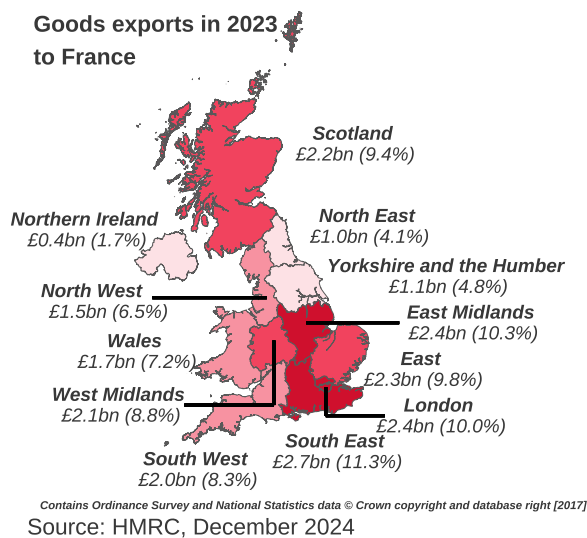 Goods exports in 2023
to France
Scotland
£2.2bn (9.4%)
Northern Ireland
£0.4bn (1.7%)
North East
£1.0bn (4.1%)
Yorkshire and the Humber
£1.1bn (4.8%)
North West
£1.5bn (6.5%)
East Midlands
£2.4bn (10.3%)
Wales
£1.7bn (7.2%)
East
£2.3bn (9.8%)
West Midlands
£2.1bn (8.8%)
London
£2.4bn (10.0%)
South East
£2.7bn (11.3%)
South West
£2.0bn (8.3%)
Contains Ordinance Survey and National Statistics data © Crown copyright and database right [2017]
Source: HMRC, December 2024